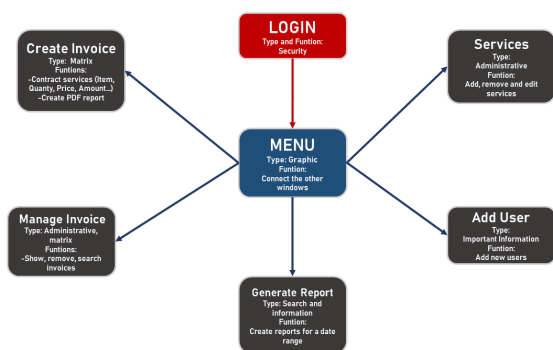 LOGIN
Type and Funtion:
Security
Create Invoice
Type: Matrix
Funtions:
-Contract services (Item,
Quanty, Price, Amount..)
-Create PDF report
Services
Type:
Administrative
Funtion:
Add, remove and edit
services
MENU
Type: Graphic
Funtion:
Connect the other
windows
Manage Invoice
Type: Administrative,
matrix
Funtions:
-Show, remove, search
invoices
Add User
Type:
Important Information
Funtion:
Add new users
Generate Report
Type: Search and
information
Funtion:
Create reports for a date
range